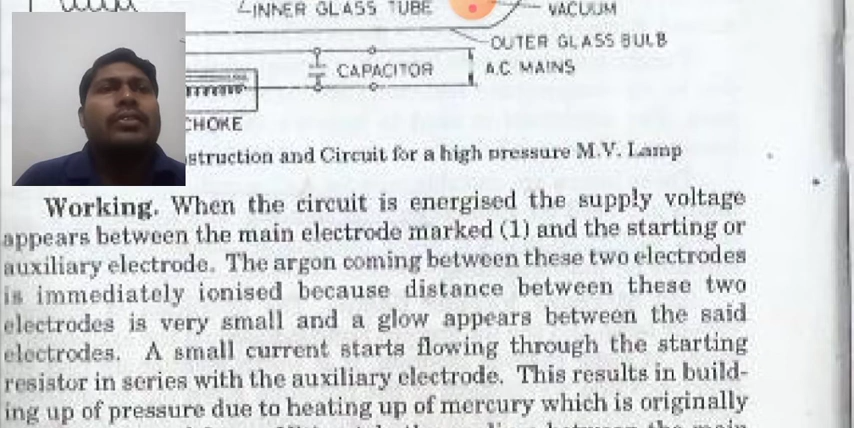 INNER GLASS TUBE
VACUUM
OUTER GLASS BULB
CAPACITOR
A.C. MAINS
CHOKE
struction and Circuit for a high pressure M.V. Lamp
Working. When the circuit is energised the supply voltage
appears between the main electrode marked (1) and the starting or
auxiliary electrode. The argon coming between these two electrodes
is immediately ionised because distance between these two
electrodes is very small and a glow appears between the said
electrodes. A small current starts flowing through the starting
resistor in series with the auxiliary electrode. This results in build-
ing up of pressure due to heating up of mercury which is originally